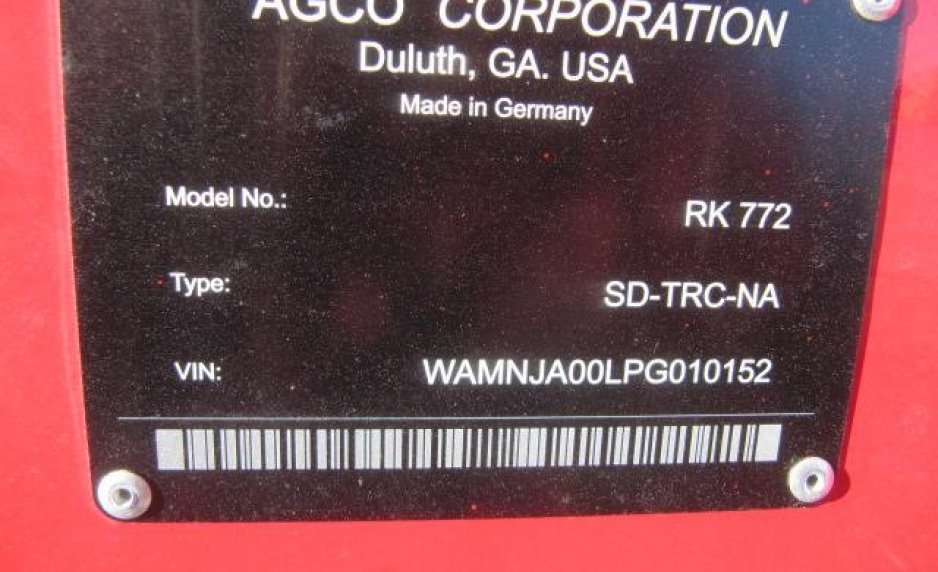 AGCO CORPORATION
Duluth, GA. USA
Made in Germany
Model No.: RK 772
Type: SD-TRC-NA
VIN: WAMNJA00LPG010152